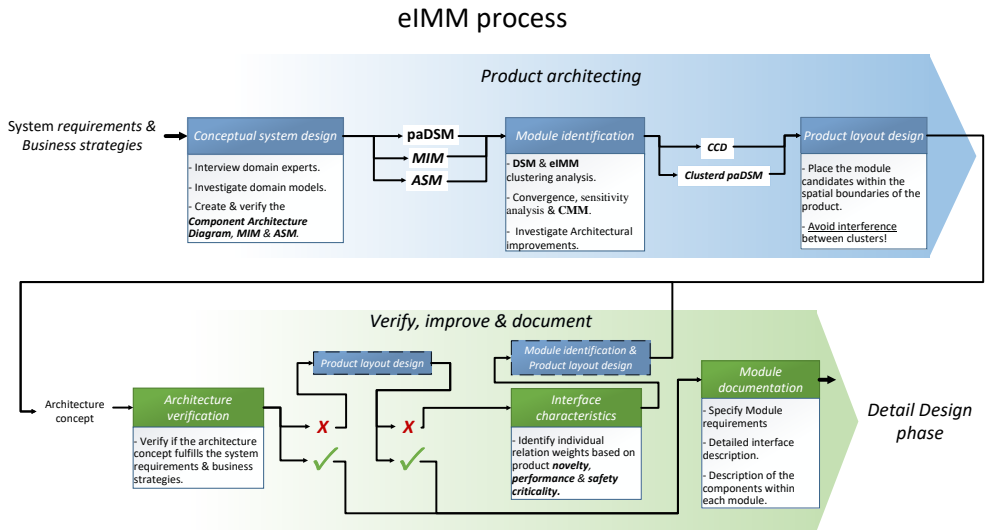 eIMM process
Product architecting
System requirements &
Business strategies
Conceptual system design
- Interview domain experts.
- Investigate domain models.
- Create & verify the
Component Architecture
Diagram, MIM & ASM.
paDSM
MIM
ASM
Module identification
- DSM & eIMM
clustering analysis.
- Convergence, sensitivity
analysis & CMM.
- Investigate Architectural
improvements.
CCD
Clusterd paDSM
Product layout design
- Place the module
candidates within the
spatial boundaries of the
product.
- Avoid interference
between clusters!
Verify, improve & document
Architecture
concept
Architecture
verification
- Verify if the architecture
concept fulfills the system
requirements & business
strategies.
Product layout design
X
X
Module identification &
Product layout design
Interface
characteristics
- Identify individual
relation weights based on
product novelty,
performance & safety
criticality.
Module
documentation
- Specify Module
requirements
- Detailed interface
description.
- Description of the
components within
each module.
Detail Design
phase